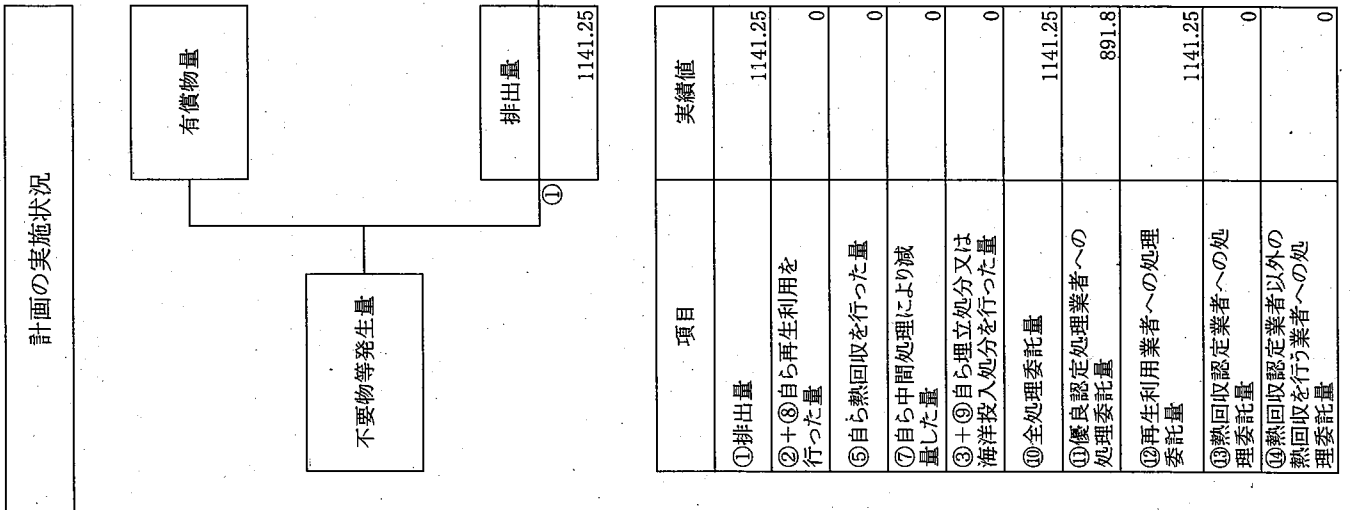 計画の実施状況
有償物量
不要物等発生量
排出量
①
1141.25
項目
実績値
①排出量
1141.25
②+⑧自ら再生利用を
行った量
0
⑤自ら熱回収を行った量
0
⑦自ら中間処理により減
量した量
0
③+⑨自ら埋立処分又は
海洋投入処分を行った量
0
⑩全処理委託量
1141.25
⑪優良認定処理業者への
処理委託量
891.8
⑫再生利用業者への処理
委託量
1141.25
⑬熱回収認定業者への処
理委託量
0
⑭熱回収認定業者以外の
熱回収を行う業者への処
理委託量
0